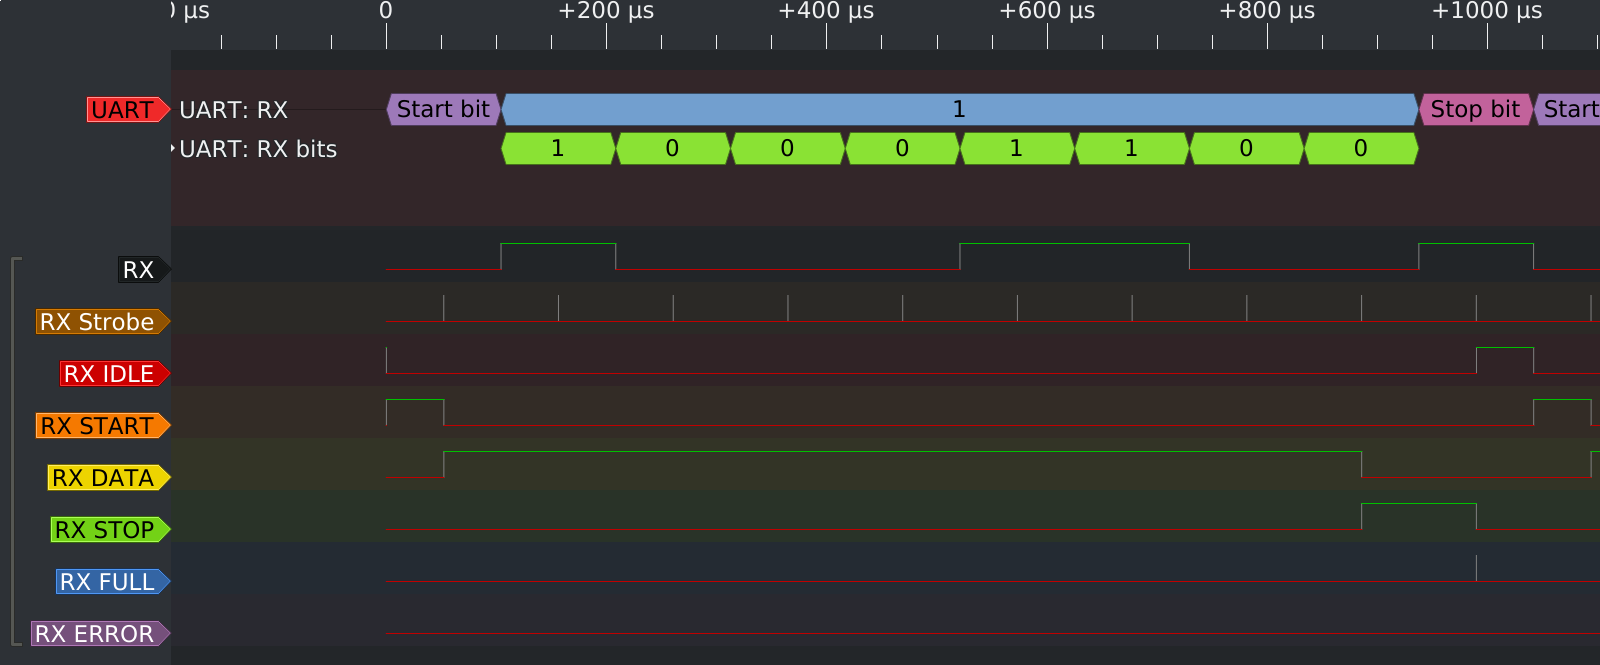 0 µs 0 +200 µs +400 µs +600 µs +800 µs +1000 µs
UART UART: RX Start bit 1 Stop bit Start
UART: RX bits 1 0 0 0 1 1 0 0
RX
RX Strobe
RX IDLE
RX START
RX DATA
RX STOP
RX FULL
RX ERROR